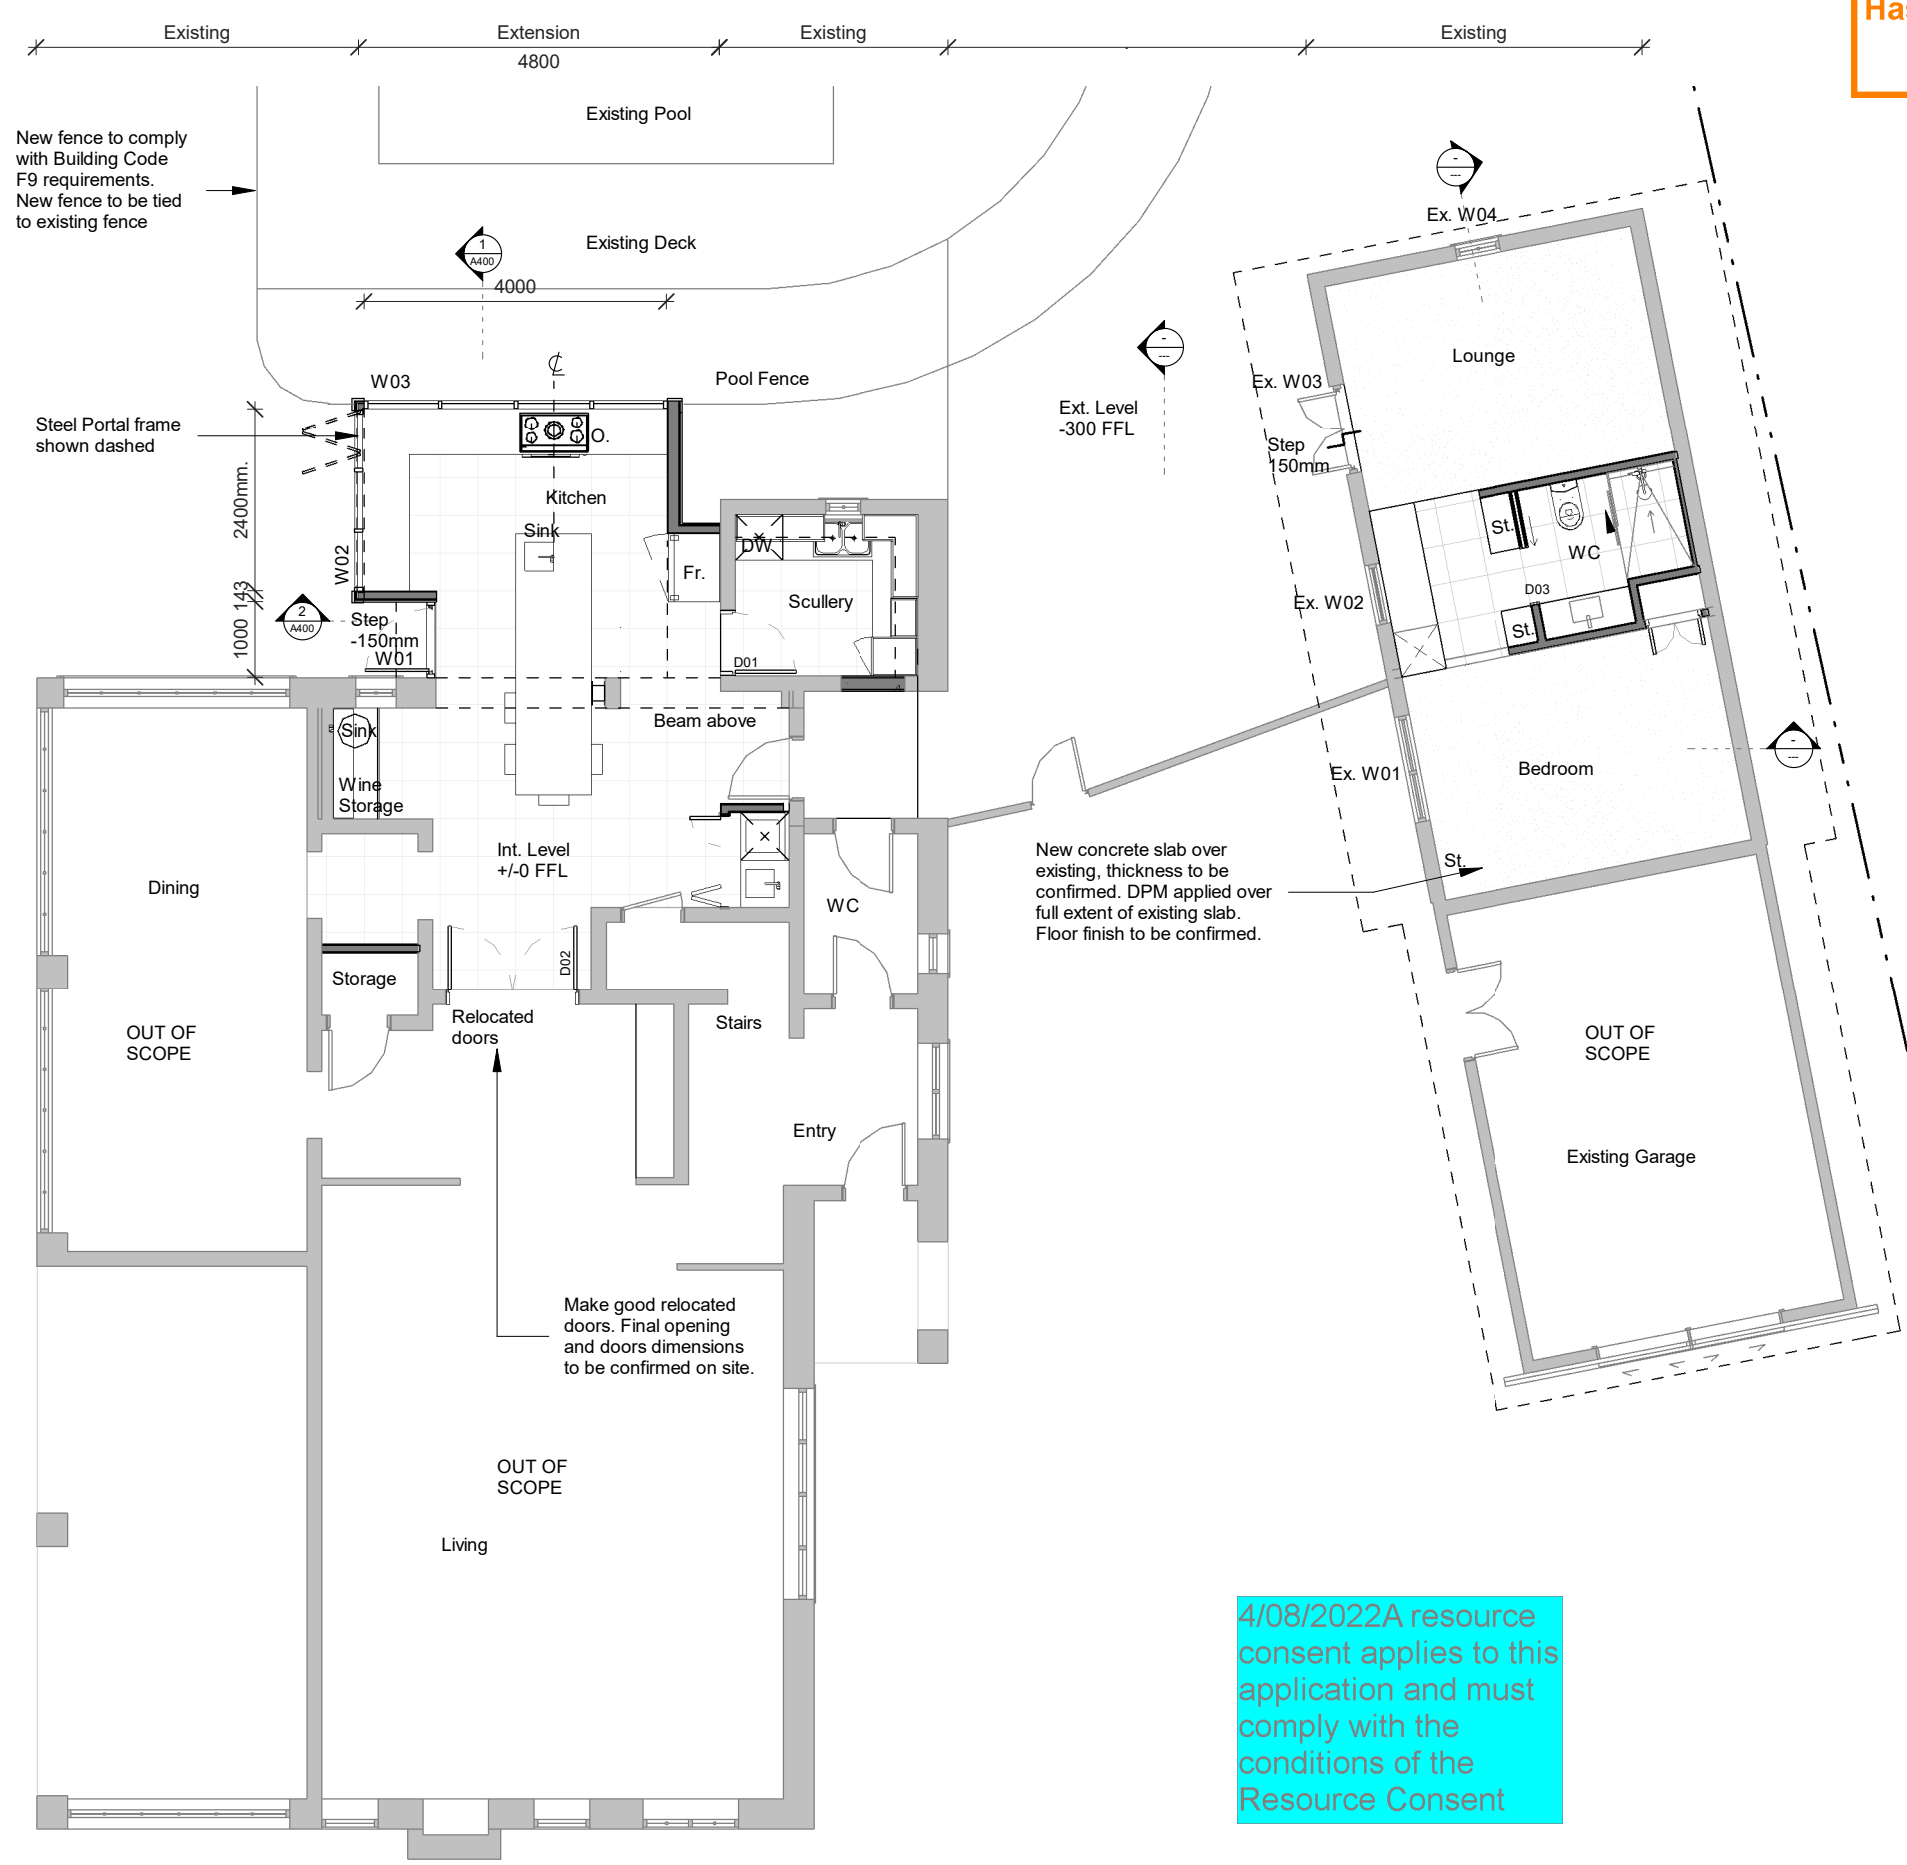 Existing
Extension
Existing
Existing
4800
Existing Pool
New fence to comply
with Building Code
F9 requirements.
New fence to be tied
to existing fence
Existing Deck
1
A400
4000
-
---
Ex. W04
W03
Pool Fence
Steel Portal frame
shown dashed
O.
Ext. Level
-300 FFL
-
---
Lounge
Ex. W03
Step
150mm
2400mm.
Kitchen
Sink
W02
DW
Fr.
Scullery
St.
WC
143
2
A400
1000
Step
-150mm
W01
D01
Ex. W02
D03
St.
Sink
Beam above
Wine
Storage
Ex. W01
Bedroom
-
---
Int. Level
+/-0 FFL
Dining
WC
New concrete slab over
existing, thickness to be
confirmed. DPM applied over
full extent of existing slab.
Floor finish to be confirmed.
St.
D02
Storage
Relocated
doors
Stairs
OUT OF
SCOPE
OUT OF
SCOPE
Entry
Existing Garage
Make good relocated
doors. Final opening
and doors dimensions
to be confirmed on site.
OUT OF
SCOPE
Living
4/08/2022A resource
consent applies to this
application and must
comply with the
conditions of the
Resource Consent